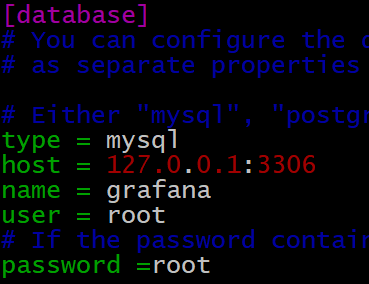 [database]
# You can configure the
# as separate properties
# Either "mysql", "postgr
type = mysql
host = 127.0.0.1:3306
name = grafana
user = root
# If the password contai
password =root